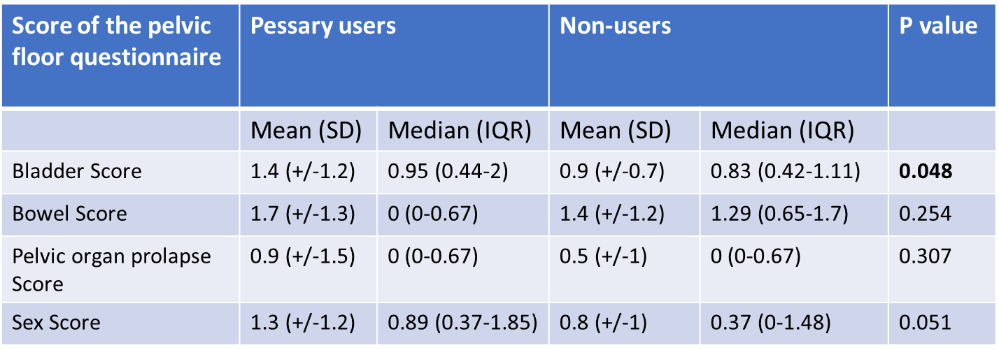 Score of the pelvic floor questionnaire Pessary users Non-users P value
Mean (SD) Median (IQR) Mean (SD) Median (IQR)
Bladder Score 1.4 (+/-1.2) 0.95 (0.44-2) 0.9 (+/-0.7) 0.83 (0.42-1.11) 0.048
Bowel Score 1.7 (+/-1.3) 0 (0-0.67) 1.4 (+/-1.2) 1.29 (0.65-1.7) 0.254
Pelvic organ prolapse Score 0.9 (+/-1.5) 0 (0-0.67) 0.5 (+/-1) 0 (0-0.67) 0.307
Sex Score 1.3 (+/-1.2) 0.89 (0.37-1.85) 0.8 (+/-1) 0.37 (0-1.48) 0.051